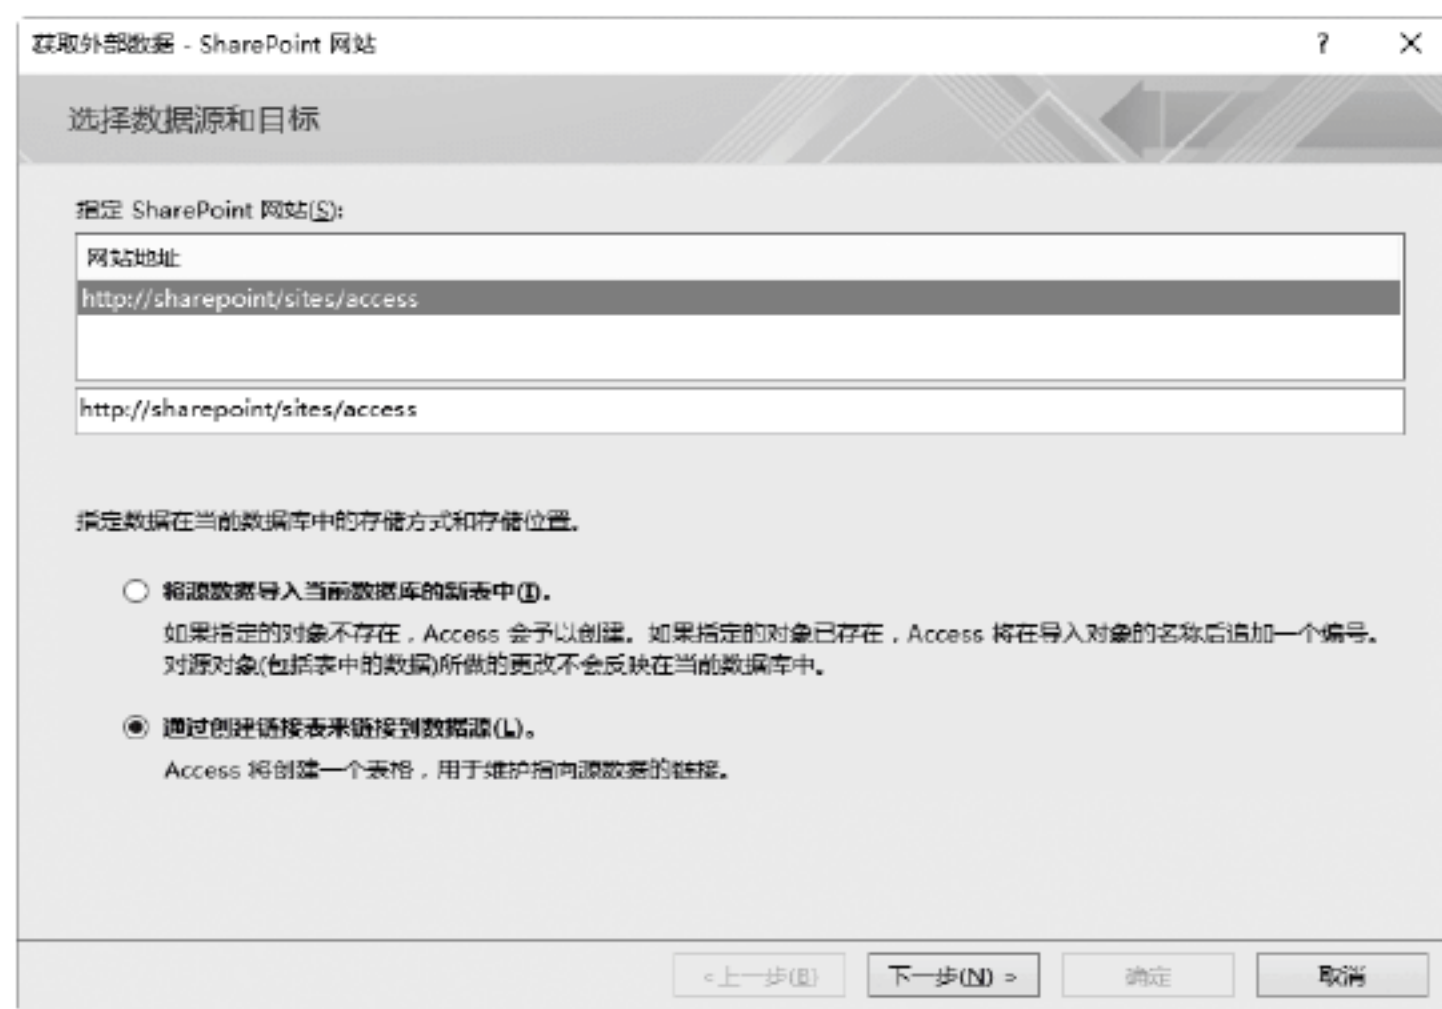 获取外部数据 - SharePoint 网站
? ×
选择数据源和目标
指定 SharePoint 网站(S):
网站地址
http://sharepoint/sites/access
http://sharepoint/sites/access
指定数据在当前数据库中的存储方式和存储位置。
将源数据导入当前数据库的新表中(I)。
如果指定的对象不存在，Access 会予以创建。如果指定的对象已存在，Access 将在导入对象的名称后追加一个编号。
对源对象(包括表中的数据)所做的更改不会反映在当前数据库中。
通过创建链接表来链接到数据源(L)。
Access 将创建一个表格，用于维护指向源数据的链接。
<上一步(B) 下一步(N) > 确定 取消